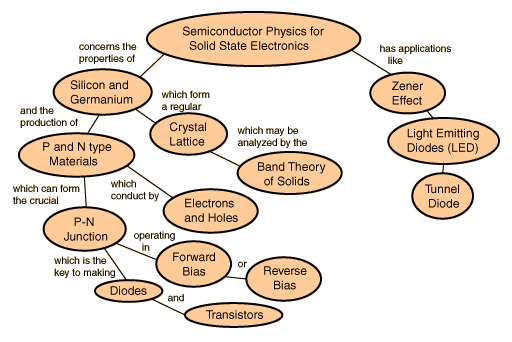 Semiconductor Physics for
Solid State Electronics
concerns the
properties of
has applications
like
Silicon and
Germanium
which form
a regular
Zener
Effect
and the
production of
Crystal
Lattice
which may be
analyzed by the
Light Emitting
Diodes (LED)
P and N type
Materials
Band Theory
of Solids
which can form
the crucial
which
conduct by
Electrons
and Holes
Tunnel
Diode
P-N
Junction
operating
in
Forward
Bias
or
Reverse
Bias
which is the
key to making
Diodes
and
Transistors